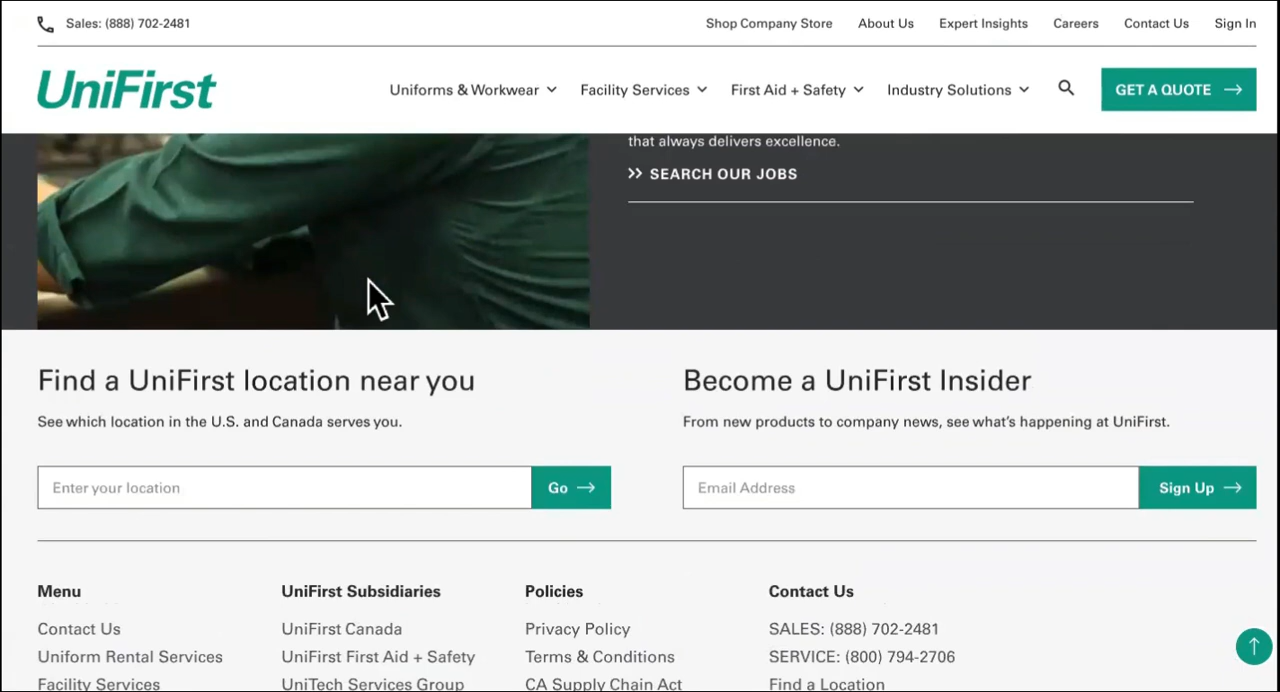 Sales: (888) 702-2481
Shop Company Store About Us Expert Insights Careers Contact Us Sign In
UniFirst
Uniforms & Workwear Facility Services First Aid + Safety Industry Solutions GET A QUOTE
that always delivers excellence.
SEARCH OUR JOBS
Find a UniFirst location near you
See which location in the U.S. and Canada serves you.
Enter your location Go
Become a UniFirst Insider
From new products to company news, see what's happening at UniFirst.
Email Address Sign Up
Menu
Contact Us
Uniform Rental Services
Facility Services
UniFirst Subsidiaries
UniFirst Canada
UniFirst First Aid + Safety
UniTech Services Group
Policies
Privacy Policy
Terms & Conditions
CA Supply Chain Act
Contact Us
SALES: (888) 702-2481
SERVICE: (800) 794-2706
Find a Location